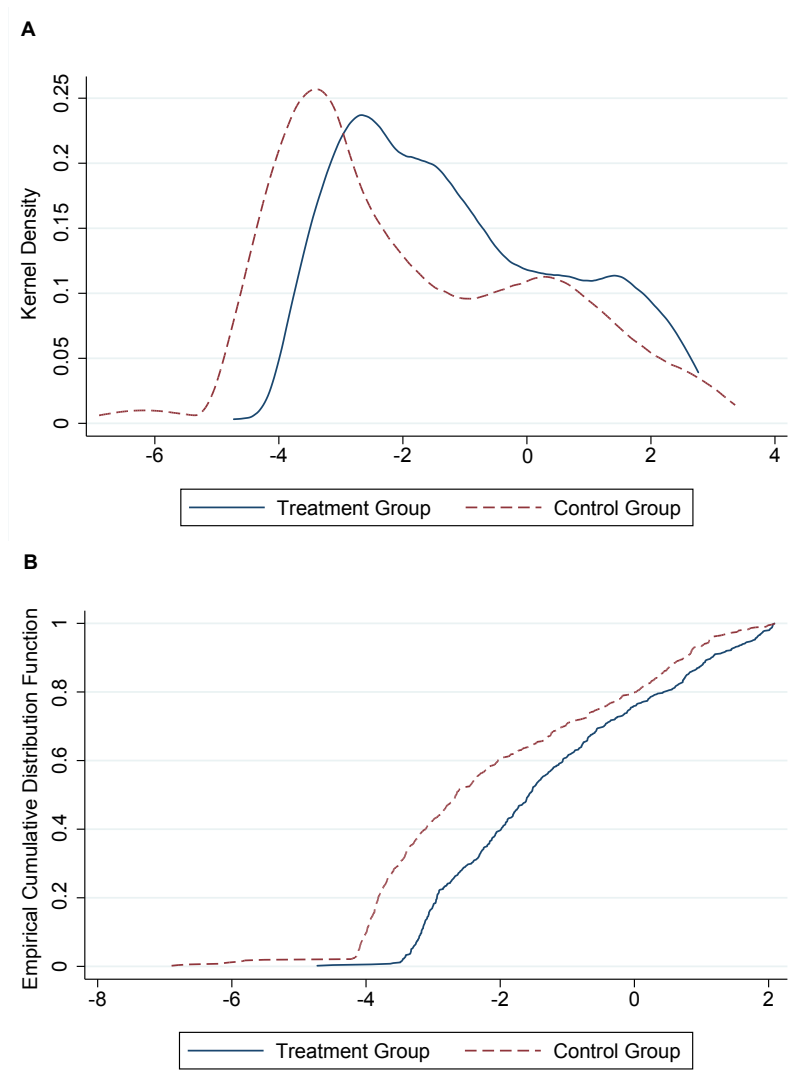 A
Kernel Density
0.25
0.2
0.15
0.1
0.05
0
-6 -4 -2 0 2 4
Treatment Group Control Group
B
Empirical Cumulative Distribution Function
1
0.8
0.6
0.4
0.2
0
-8 -6 -4 -2 0 2
Treatment Group Control Group